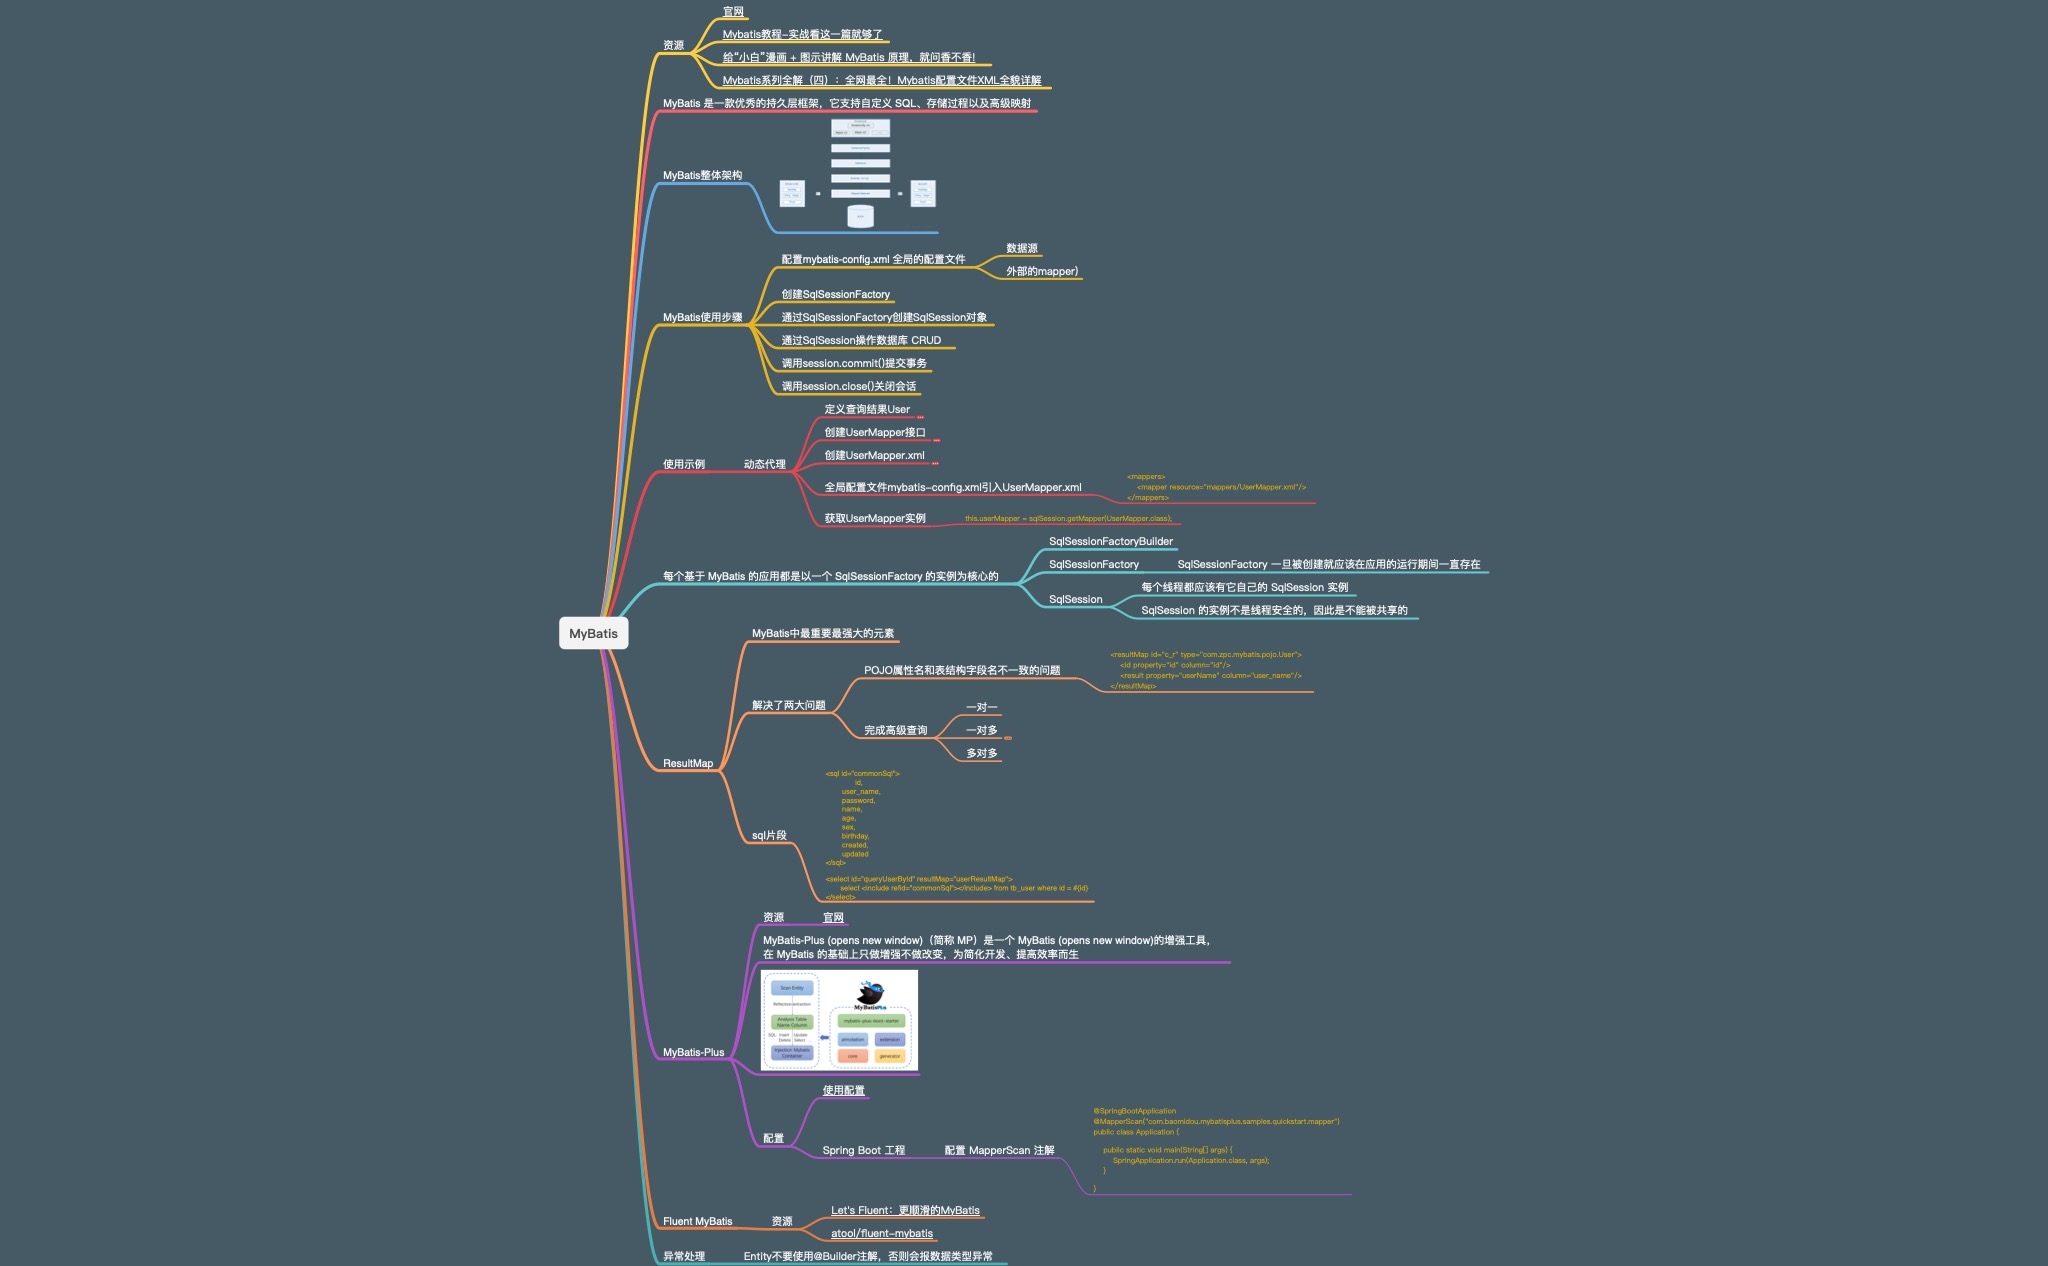 MyBatis
资源
官网
Mybatis教程-实战看这一篇就够了
给“小白”漫画 + 图示讲解 MyBatis 原理，就问香不香!
Mybatis系列全解（四）：全网最全！Mybatis配置文件XML全貌详解
MyBatis 是一款优秀的持久层框架，它支持自定义 SQL、存储过程以及高级映射
MyBatis整体架构
MyBatis使用步骤
配置mybatis-config.xml 全局的配置文件
数据源
外部的mapper)
创建SqlSessionFactory
通过SqlSessionFactory创建SqlSession对象
通过SqlSession操作数据库 CRUD
调用session.commit()提交事务
调用session.close()关闭会话
使用示例
动态代理
定义查询结果User
创建UserMapper接口
创建UserMapper.xml
全局配置文件mybatis-config.xml引入UserMapper.xml
<mappers>
<mapper resource="mappers/UserMapper.xml"/>
</mappers>
获取UserMapper实例
this.userMapper = sqlSession.getMapper(UserMapper.class);
每个基于 MyBatis 的应用都是以一个 SqlSessionFactory 的实例为核心的
SqlSessionFactoryBuilder
SqlSessionFactory
SqlSessionFactory 一旦被创建就应该在应用的运行期间一直存在
SqlSession
每个线程都应该有它自己的 SqlSession 实例
SqlSession 的实例不是线程安全的，因此是不能被共享的
ResultMap
MyBatis中最重要最强大的元素
解决了两大问题
POJO属性名和表结构字段名不一致的问题
<resultMap id="c_r" type="com.zpc.mybatis.pojo.User">
<id property="id" column="id"/>
<result property="userName" column="user_name"/>
</resultMap>
完成高级查询
一对一
一对多
多对多
sql片段
<sql id="commonSql">
id,
user_name,
password,
name,
age,
sex,
birthday,
created,
updated
</sql>
<select id="queryUserById" resultMap="userResultMap">
select <include refid="commonSql"></include> from tb_user where id = #{id}
</select>
MyBatis-Plus
资源
官网
MyBatis-Plus (opens new window)（简称 MP）是一个 MyBatis (opens new window)的增强工具，
在 MyBatis 的基础上只做增强不做改变，为简化开发、提高效率而生
Scan Entity
Reflection extraction
Analysis Table
Name Column
SQL: Insert Update
Delete Select ...
Injection Mybatis
Container
MyBatisPlus
mybatis-plus-boot-starter
annotation
extension
core
generator
配置
使用配置
Spring Boot 工程
配置 MapperScan 注解
@SpringBootApplication
@MapperScan("com.baomidou.mybatisplus.samples.quickstart.mapper")
public class Application {
public static void main(String[] args) {
SpringApplication.run(Application.class, args);
}
}
Fluent MyBatis
资源
Let's Fluent：更顺滑的MyBatis
atool/fluent-mybatis
异常处理
Entity不要使用@Builder注解，否则会报数据类型异常